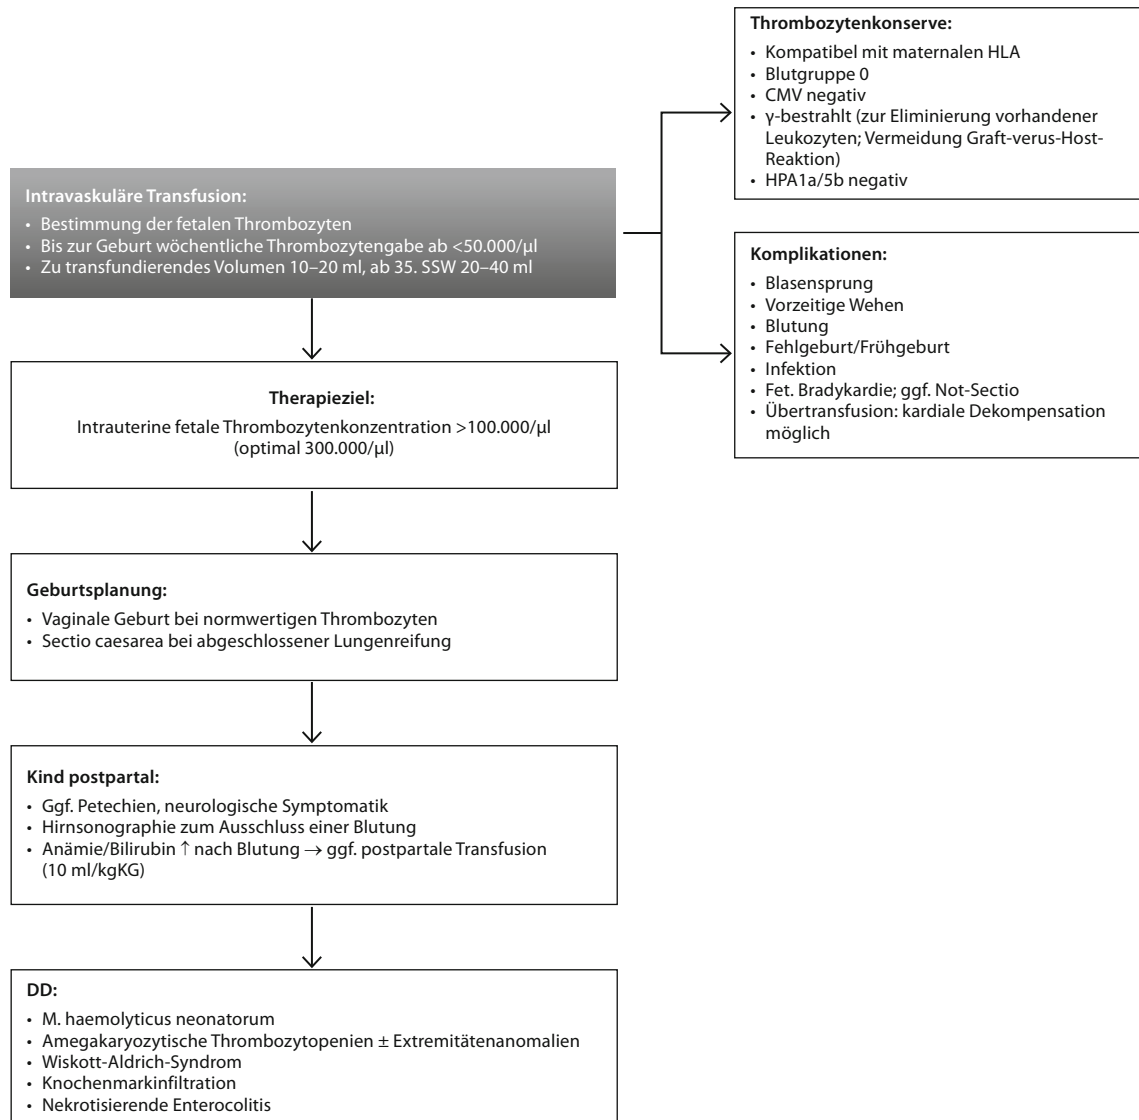 Thrombozytenkonserve:
• Kompatibel mit maternalen HLA
• Blutgruppe 0
• CMV negativ
• γ-bestrahlt (zur Eliminierung vorhandener
Leukozyten; Vermeidung Graft-verus-Host-
Reaktion)
• HPA1a/5b negativ
Intravaskuläre Transfusion:
• Bestimmung der fetalen Thrombozyten
• Bis zur Geburt wöchentliche Thrombozytengabe ab <50.000/µl
• Zu transfundierendes Volumen 10–20 ml, ab 35. SSW 20–40 ml
Komplikationen:
• Blasensprung
• Vorzeitige Wehen
• Blutung
• Fehlgeburt/Frühgeburt
• Infektion
• Fet. Bradykardie; ggf. Not-Sectio
• Übertransfusion: kardiale Dekompensation
möglich
Therapieziel:
Intrauterine fetale Thrombozytenkonzentration >100.000/µl
(optimal 300.000/µl)
Geburtsplanung:
• Vaginale Geburt bei normwertigen Thrombozyten
• Sectio caesarea bei abgeschlossener Lungenreifung
Kind postpartal:
• Ggf. Petechien, neurologische Symptomatik
• Hirnsonographie zum Ausschluss einer Blutung
• Anämie/Bilirubin ↑ nach Blutung → ggf. postpartale Transfusion
(10 ml/kgKG)
DD:
• M. haemolyticus neonatorum
• Amegakaryozytische Thrombozytopenien ± Extremitätenanomalien
• Wiskott-Aldrich-Syndrom
• Knochenmarkinfiltration
• Nekrotisierende Enterocolitis